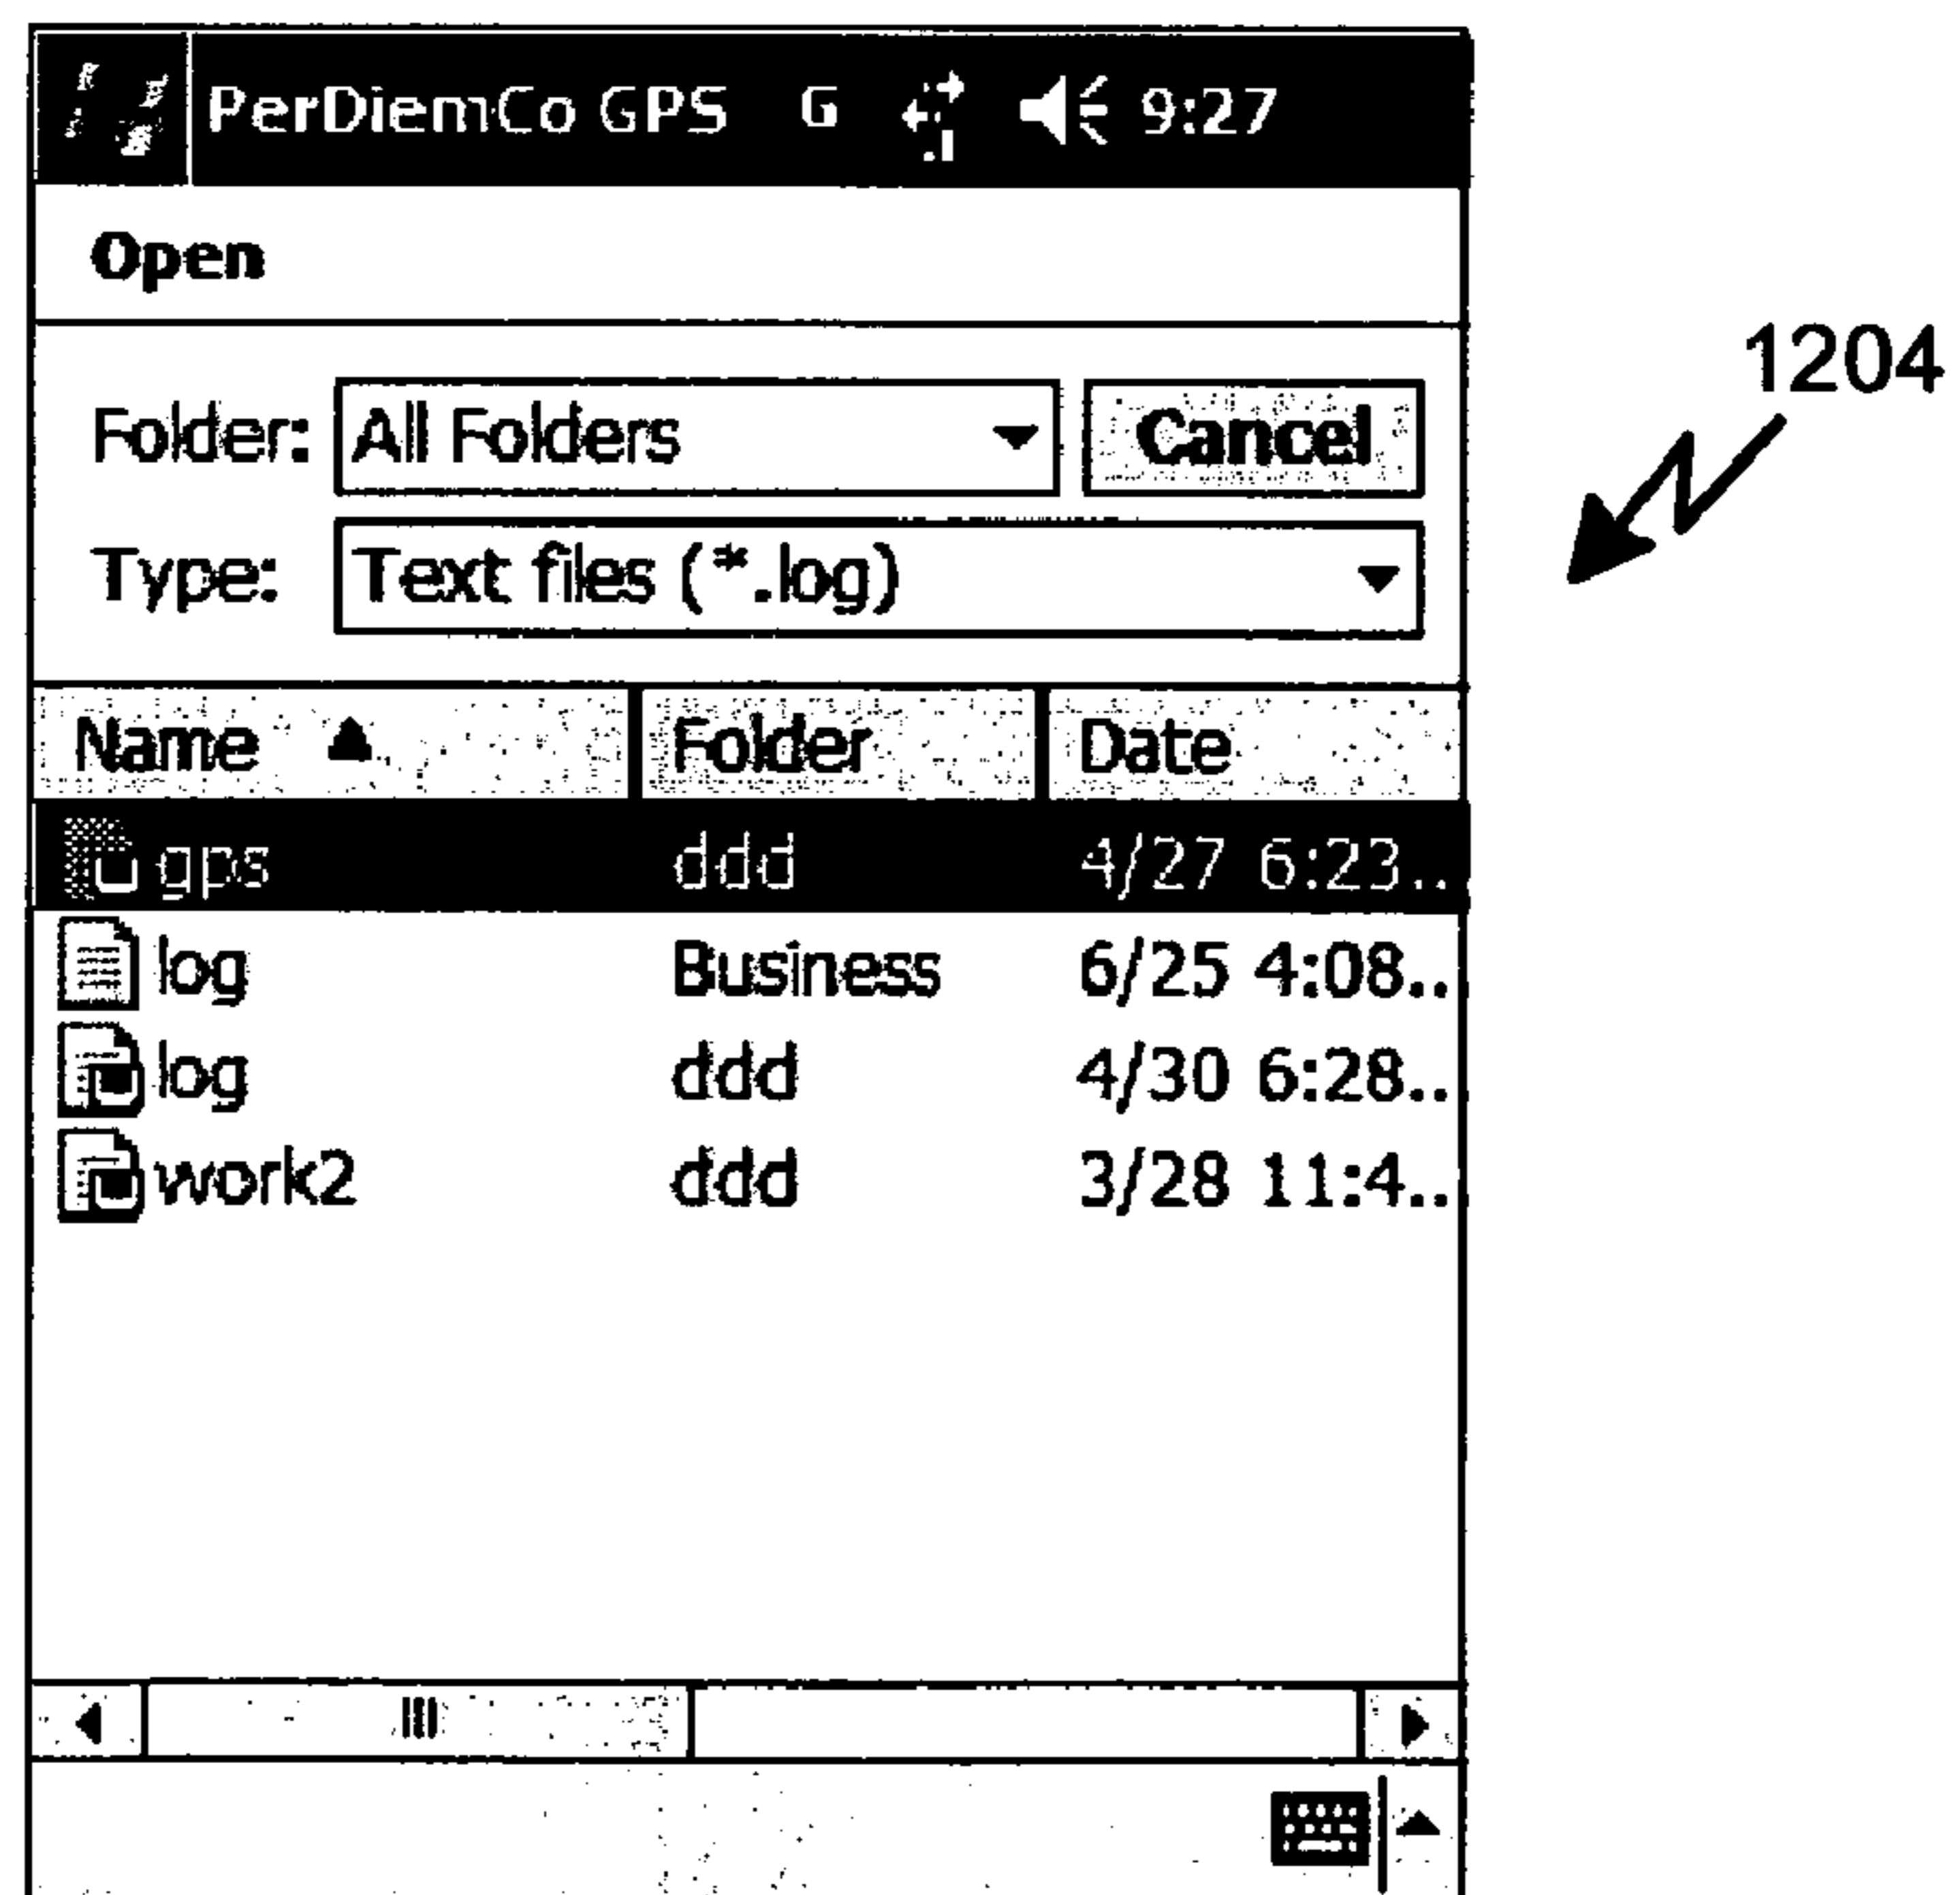 PerDiemCo GPS G 9:27
Open
1204
Folder: All Folders Cancel
Type: Text files (*.log)
Name Folder Date
gps ddd 4/27 6:23..
log Business 6/25 4:08..
log ddd 4/30 6:28..
work2 ddd 3/28 11:4..